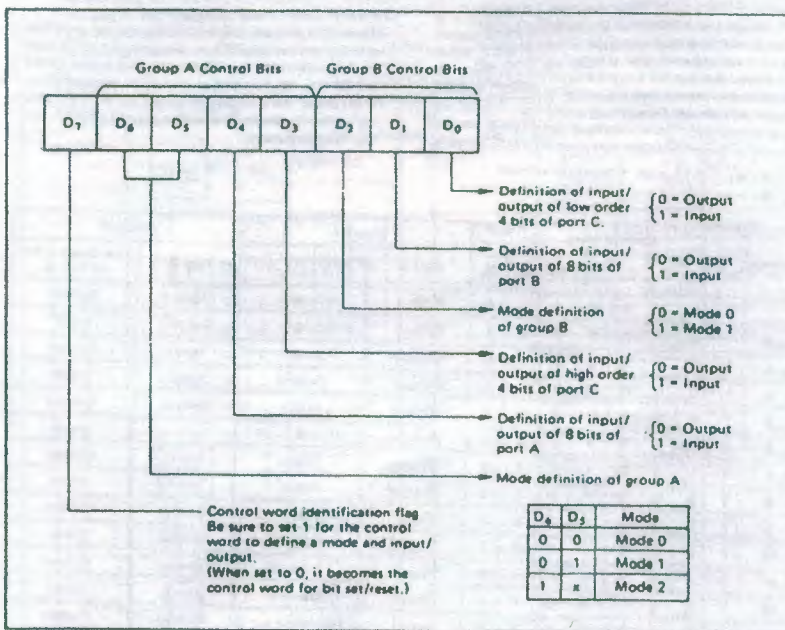 Group A Control Bits Group B Control Bits
D7 D6 D5 D4 D3 D2 D1 D0
Definition of input/
output of low order
4 bits of port C.
0 = Output
1 = Input
Definition of input/
output of 8 bits of
port B
0 = Output
1 = Input
Mode definition
of group B
0 = Mode 0
1 = Mode 1
Definition of input/
output of high order
4 bits of port C
0 = Output
1 = Input
Definition of input/
output of 8 bits of
port A
0 = Output
1 = Input
Mode definition of group A
Control word identification flag
Be sure to set 1 for the control
word to define a mode and input/
output.
(When set to 0, it becomes the
control word for bit set/reset.)
D6 D5 Mode
0 0 Mode 0
0 1 Mode 1
1 x Mode 2